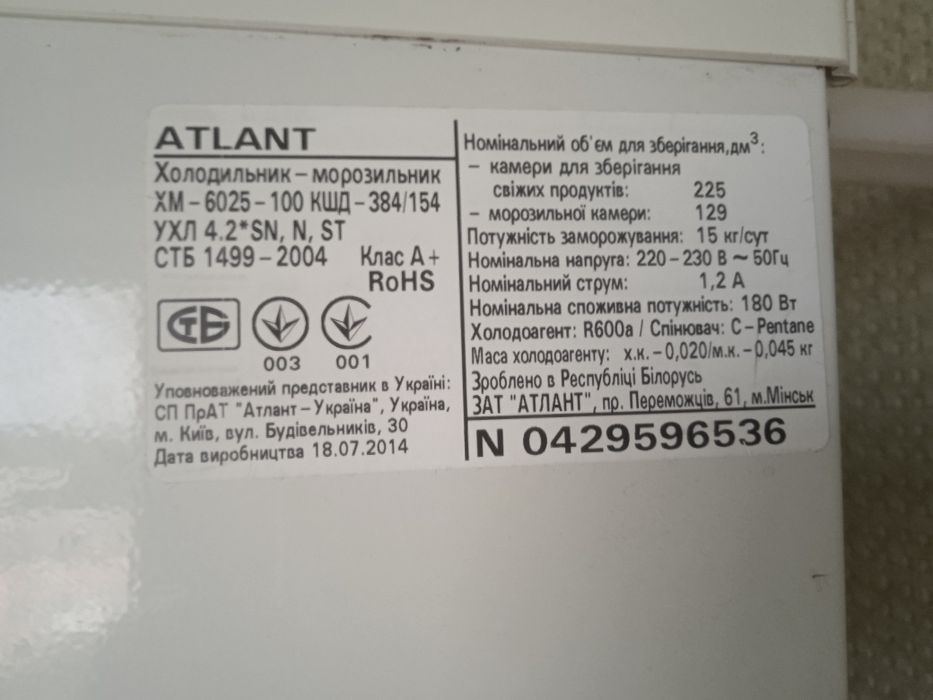 ATLANT
Холодильник – морозильник
ХМ – 6025 – 100 КШД – 384/154
УХЛ 4.2* SN, N, ST
СТБ 1499 – 2004 Клас А+
RoHS
СТБ
003 001
Уповноважений представник в Україні:
СП ПрАТ "Атлант – Україна", Україна,
м. Київ, вул. Будівельників, 30
Дата виробництва 18.07.2014
Номінальний об'єм для зберігання,дм³:
– камери для зберігання
свіжих продуктів: 225
– морозильної камери: 129
Потужність заморожування: 15 кг/сут
Номінальна напруга: 220 – 230 В ~ 50Гц
Номінальний струм: 1,2 А
Номінальна споживна потужність: 180 Вт
Холодоагент: R600a / Спінювач: C – Pentane
Маса холодоагенту: х.к. – 0,020/м.к. – 0,045 кг
Зроблено в Республіці Білорусь
ЗАТ "АТЛАНТ", пр. Переможців, 61, м.Мінськ
N 0429596536